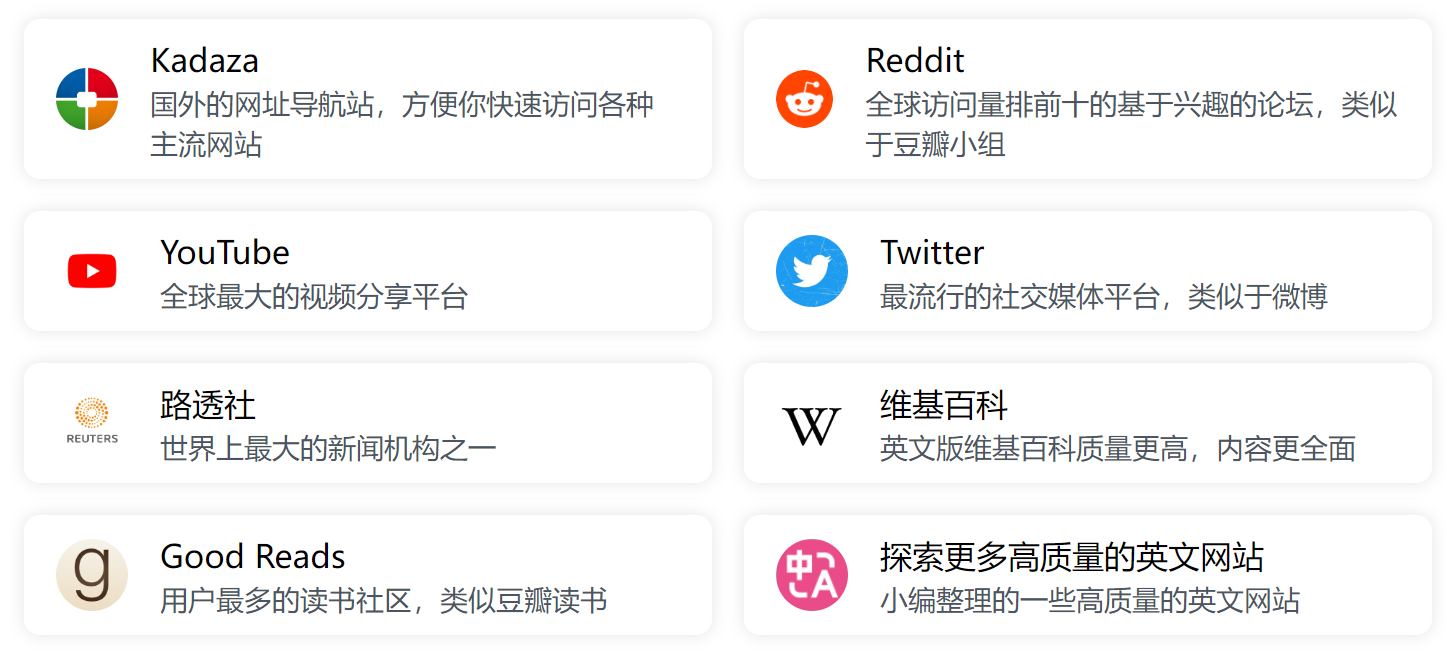 Kadaza
国外的网址导航站，方便你快速访问各种
主流网站
Reddit
全球访问量排前十的基于兴趣的论坛，类似
于豆瓣小组
YouTube
全球最大的视频分享平台
Twitter
最流行的社交媒体平台，类似于微博
REUTERS
路透社
世界上最大的新闻机构之一
W
维基百科
英文版维基百科质量更高，内容更全面
g
Good Reads
用户最多的读书社区，类似豆瓣读书
中A
探索更多高质量的英文网站
小编整理的一些高质量的英文网站